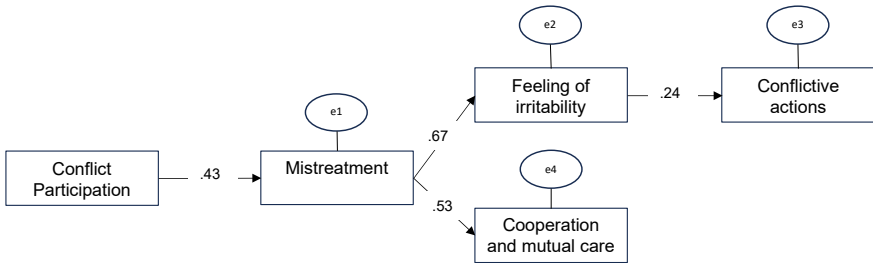 e2
e3
Feeling of
irritability
.24
Conflictive
actions
e1
.67
Conflict
Participation
.43
Mistreatment
e4
.53
Cooperation
and mutual care